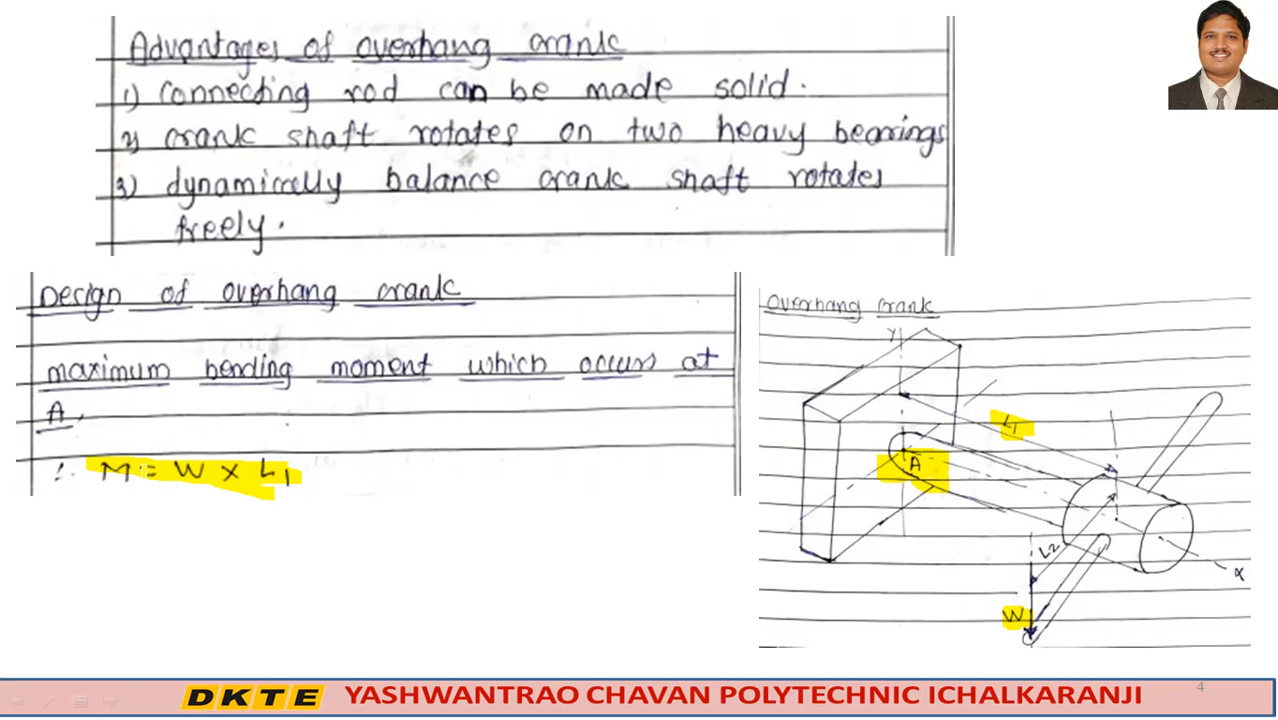 Advantages of overhang crank
1) connecting rod can be made solid.
2) crank shaft rotates on two heavy bearings
3) dynamically balance crank shaft rotates
freely.
Design of overhang crank
maximum bending moment which occurs at
A.
∴ M = W × L1
Overhang crank
Y
L1
A
L2
X
W
4
DKTE YASHWANTRAO CHAVAN POLYTECHNIC ICHALKARANJI